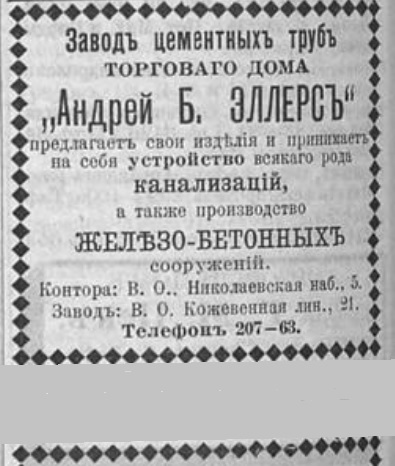 Заводъ цементныхъ трубъ
ТОРГОВАГО ДОМА
„Андрей Б. ЭЛЛЕРСЪ“
предлагаетъ свои издѣлія и принимаетъ
на себя устройство всякаго рода
канализацій,
а также производство
ЖЕЛѢЗО-БЕТОННЫХЪ
сооруженій.
Контора: В. О., Николаевская наб., 5.
Заводъ: В. О. Кожевенная лин., 21.
Телефонъ 207—63.